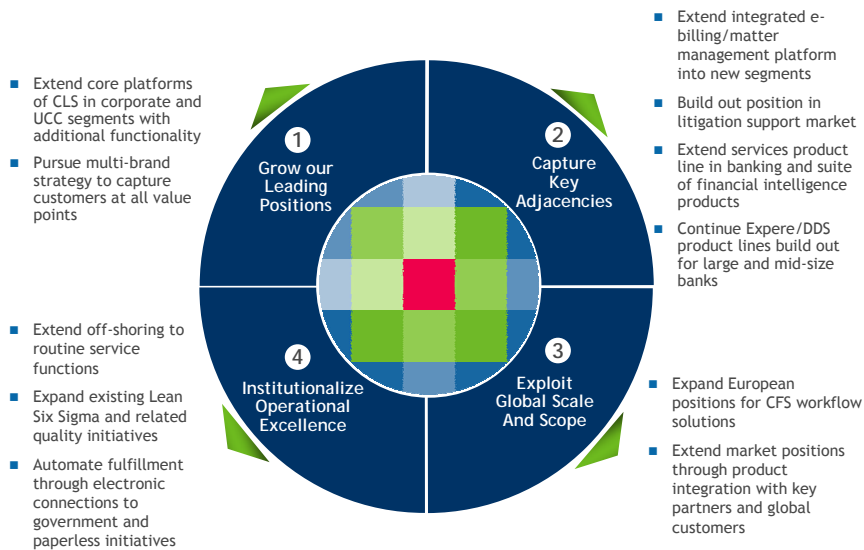 Extend core platforms
of CLS in corporate and
UCC segments with
additional functionality
Pursue multi-brand
strategy to capture
customers at all value
points
1
Grow our
Leading
Positions
2
Capture
Key
Adjacencies
Extend integrated e-
billing/matter
management platform
into new segments
Build out position in
litigation support market
Extend services product
line in banking and suite
of financial intelligence
products
Continue Expere/DDS
product lines build out
for large and mid-size
banks
3
Exploit
Global Scale
And Scope
Expand European
positions for CFS workflow
solutions
Extend market positions
through product
integration with key
partners and global
customers
4
Institutionalize
Operational
Excellence
Extend off-shoring to
routine service
functions
Expand existing Lean
Six Sigma and related
quality initiatives
Automate fulfillment
through electronic
connections to
government and
paperless initiatives